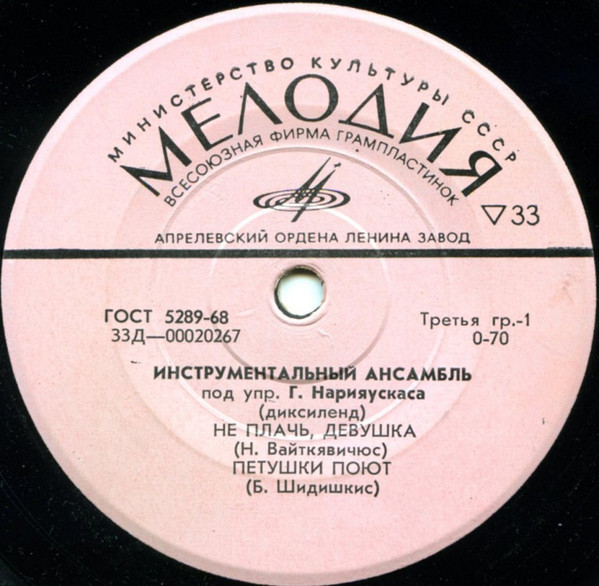 МИНИСТЕРСТВО КУЛЬТУРЫ СССР
МЕЛОДИЯ
ВСЕСОЮЗНАЯ ФИРМА ГРАМПЛАСТИНОК
33
АПРЕЛЕВСКИЙ ОРДЕНА ЛЕНИНА ЗАВОД
ГОСТ 5289-68
33Д—00020267
Третья гр.-1
0-70
ИНСТРУМЕНТАЛЬНЫЙ АНСАМБЛЬ
под упр. Г. Нарияускаса
(диксиленд)
НЕ ПЛАЧЬ, ДЕВУШКА
(Н. Вайткявичюс)
ПЕТУШКИ ПОЮТ
(Б. Шидишкис)